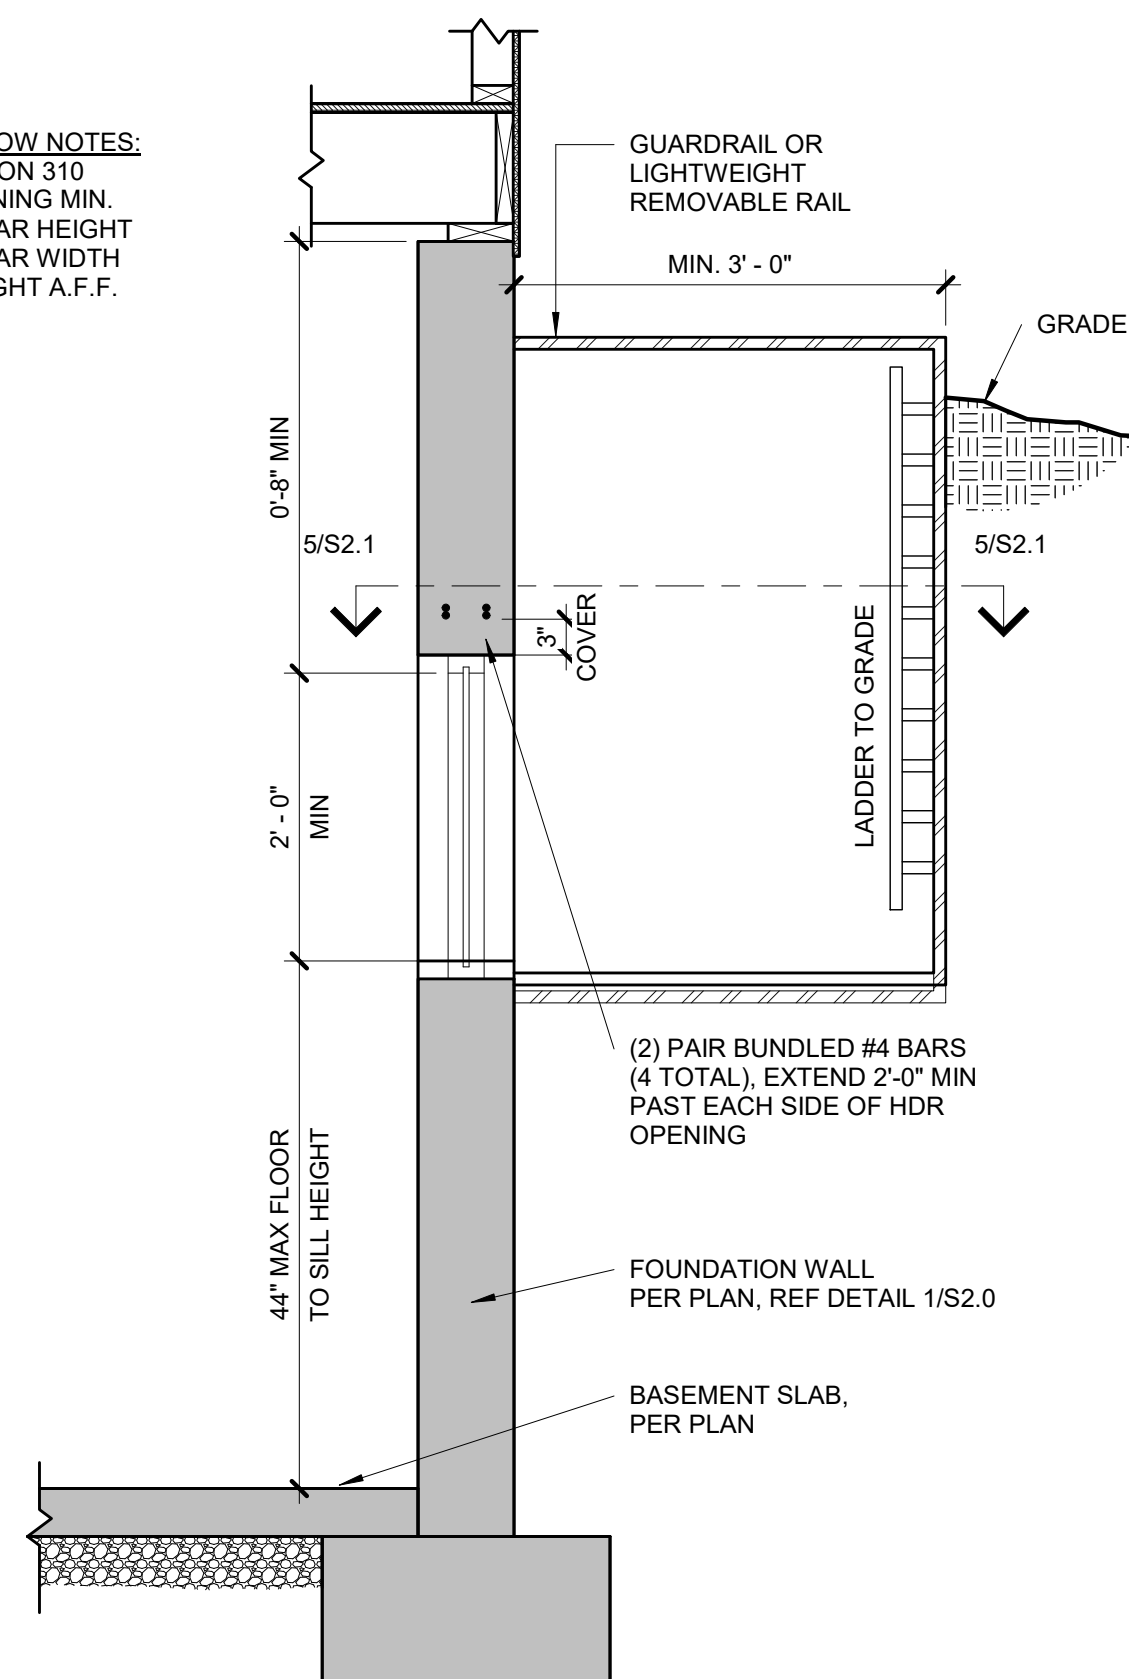 OW NOTES:
ON 310
NING MIN.
AR HEIGHT
AR WIDTH
GHT A.F.F.
GUARDRAIL OR
LIGHTWEIGHT
REMOVABLE RAIL
MIN. 3' - 0"
GRADE
0'-8" MIN
5/S2.1
5/S2.1
3"
COVER
LADDER TO GRADE
2' - 0"
MIN
(2) PAIR BUNDLED #4 BARS
(4 TOTAL), EXTEND 2'-0" MIN
PAST EACH SIDE OF HDR
OPENING
44" MAX FLOOR
TO SILL HEIGHT
FOUNDATION WALL
PER PLAN, REF DETAIL 1/S2.0
BASEMENT SLAB,
PER PLAN